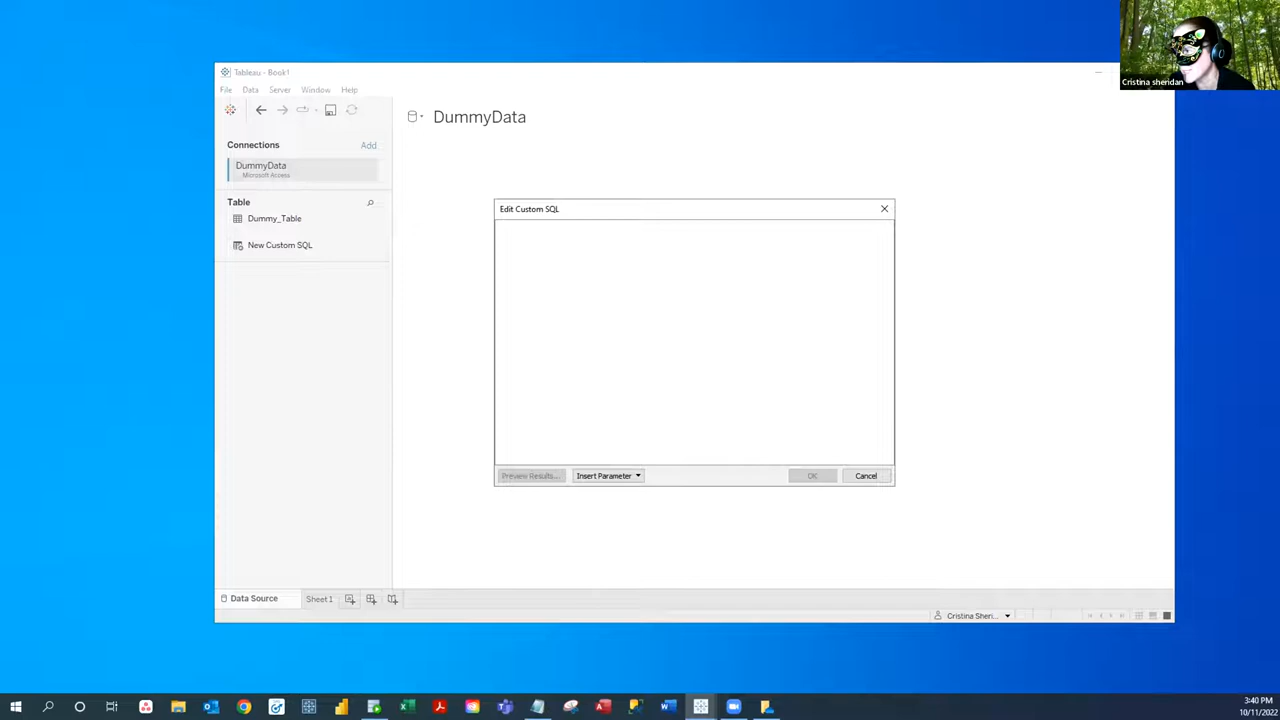 Cristina sheridan
Tableau - Book1
File Data Server Window Help
DummyData
Connections Add
DummyData
Microsoft Access
Table
Dummy_Table
New Custom SQL
Edit Custom SQL
Preview Results...
Insert Parameter
OK
Cancel
Data Source
Sheet 1
Cristina Sheri...
3:40 PM
10/11/2022